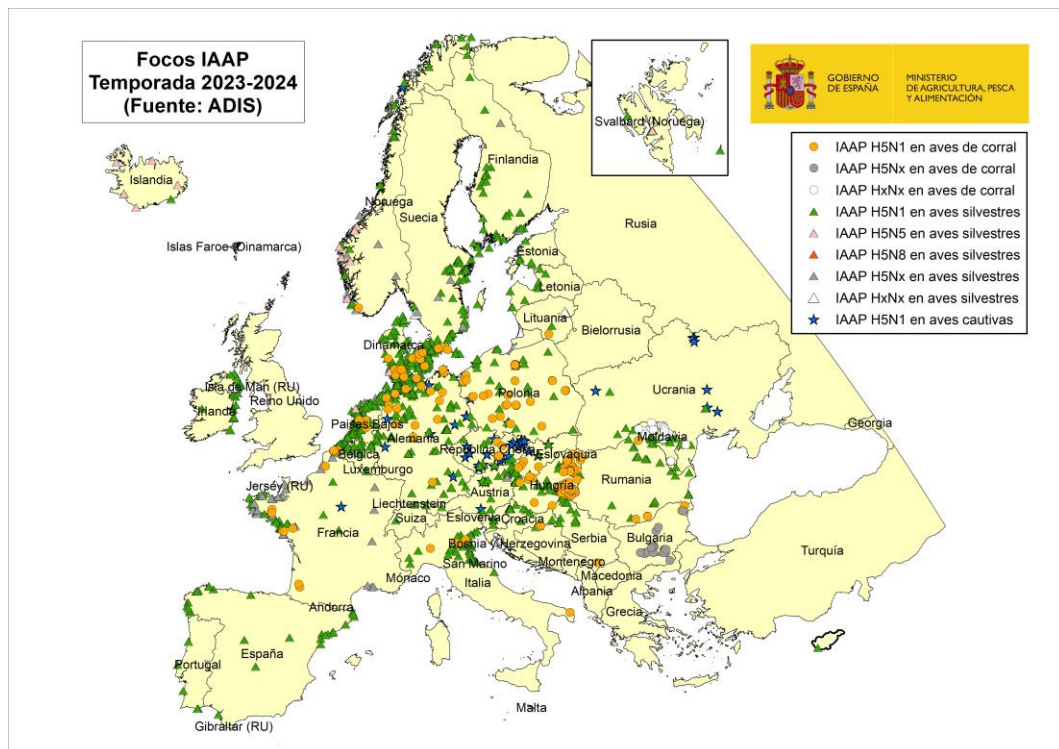 Focos IAAP
Temporada 2023-2024
(Fuente: ADIS)
GOBIERNO
DE ESPAÑA
MINISTERIO
DE AGRICULTURA, PESCA
Y ALIMENTACIÓN
IAAP H5N1 en aves de corral
IAAP H5Nx en aves de corral
IAAP HxNx en aves de corral
IAAP H5N1 en aves silvestres
IAAP H5N5 en aves silvestres
IAAP H5N8 en aves silvestres
IAAP H5Nx en aves silvestres
IAAP HxNx en aves silvestres
IAAP H5N1 en aves cautivas
Svalbard (Noruega)
Islandia
Finlandia
Noruega
Suecia
Rusia
Islas Faroe (Dinamarca)
Estonia
Letonia
Lituania
Bielorrusia
Dinamarca
Isla de Man (RU)
Reino Unido
Irlanda
Polonia
Ucrania
Países Bajos
Alemania
Georgia
Moldavia
Bélgica
República Checa
Eslovaquia
Luxemburgo
Jersey (RU)
Austria
Hungría
Rumania
Liechtenstein
Suiza
Croacia
Francia
Serbia
Bulgaria
Bosnia y Herzegovina
San Marino
Montenegro
Turquía
Mónaco
Italia
Macedonia
Albania
Andorra
Grecia
Portugal
España
Malta
Gibraltar (RU)